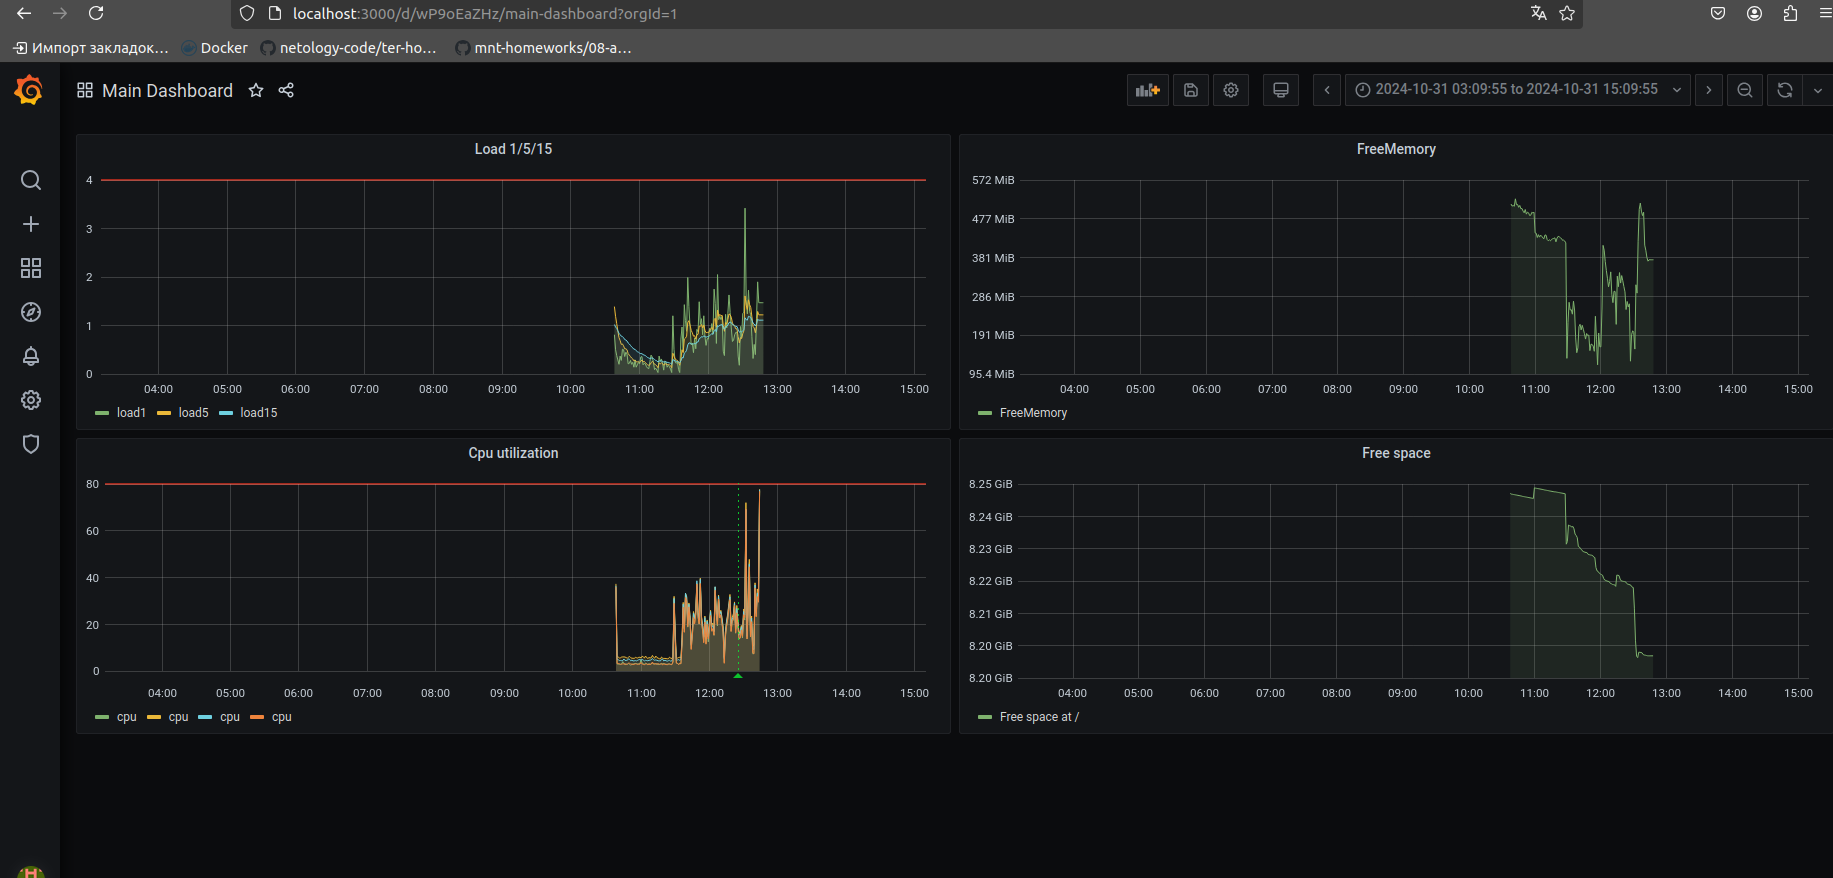 localhost:3000/d/wP9oEaZHz/main-dashboard?orgId=1
Импорт закладок... Docker netology-code/ter-ho... mnt-homeworks/08-a...
Main Dashboard 2024-10-31 03:09:55 to 2024-10-31 15:09:55
Load 1/5/15
4
3
2
1
0
04:00 05:00 06:00 07:00 08:00 09:00 10:00 11:00 12:00 13:00 14:00 15:00
load1 load5 load15
FreeMemory
572 MiB
477 MiB
381 MiB
286 MiB
191 MiB
95.4 MiB
04:00 05:00 06:00 07:00 08:00 09:00 10:00 11:00 12:00 13:00 14:00 15:00
FreeMemory
Cpu utilization
80
60
40
20
0
04:00 05:00 06:00 07:00 08:00 09:00 10:00 11:00 12:00 13:00 14:00 15:00
cpu cpu cpu cpu
Free space
8.25 GiB
8.24 GiB
8.23 GiB
8.22 GiB
8.21 GiB
8.20 GiB
8.20 GiB
04:00 05:00 06:00 07:00 08:00 09:00 10:00 11:00 12:00 13:00 14:00 15:00
Free space at /